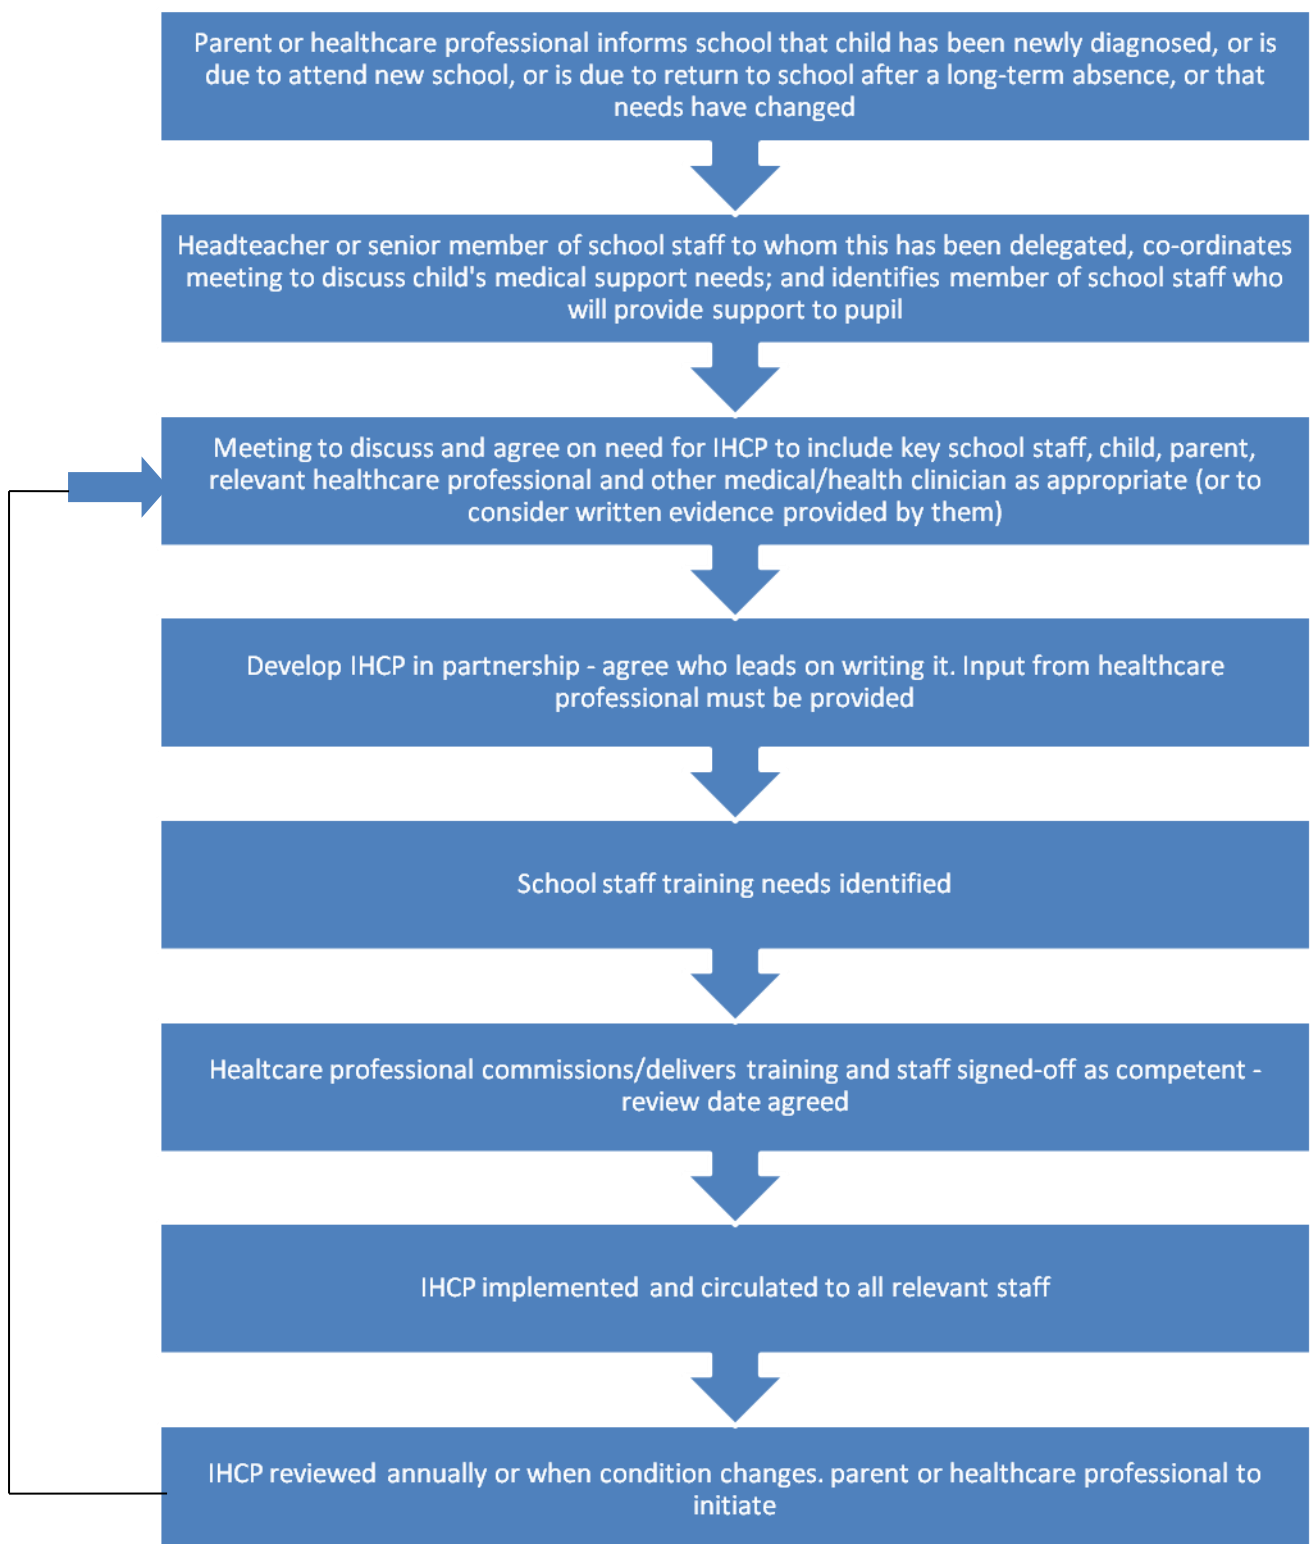 Parent or healthcare professional informs school that child has been newly diagnosed, or is
due to attend new school, or is due to return to school after a long-term absence, or that
needs have changed
Headteacher or senior member of school staff to whom this has been delegated, co-ordinates
meeting to discuss child's medical support needs; and identifies member of school staff who
will provide support to pupil
Meeting to discuss and agree on need for IHCP to include key school staff, child, parent,
relevant healthcare professional and other medical/health clinician as appropriate (or to
consider written evidence provided by them)
Develop IHCP in partnership - agree who leads on writing it. Input from healthcare
professional must be provided
School staff training needs identified
Healtcare professional commissions/delivers training and staff signed-off as competent -
review date agreed
IHCP implemented and circulated to all relevant staff
IHCP reviewed annually or when condition changes. parent or healthcare professional to
initiate